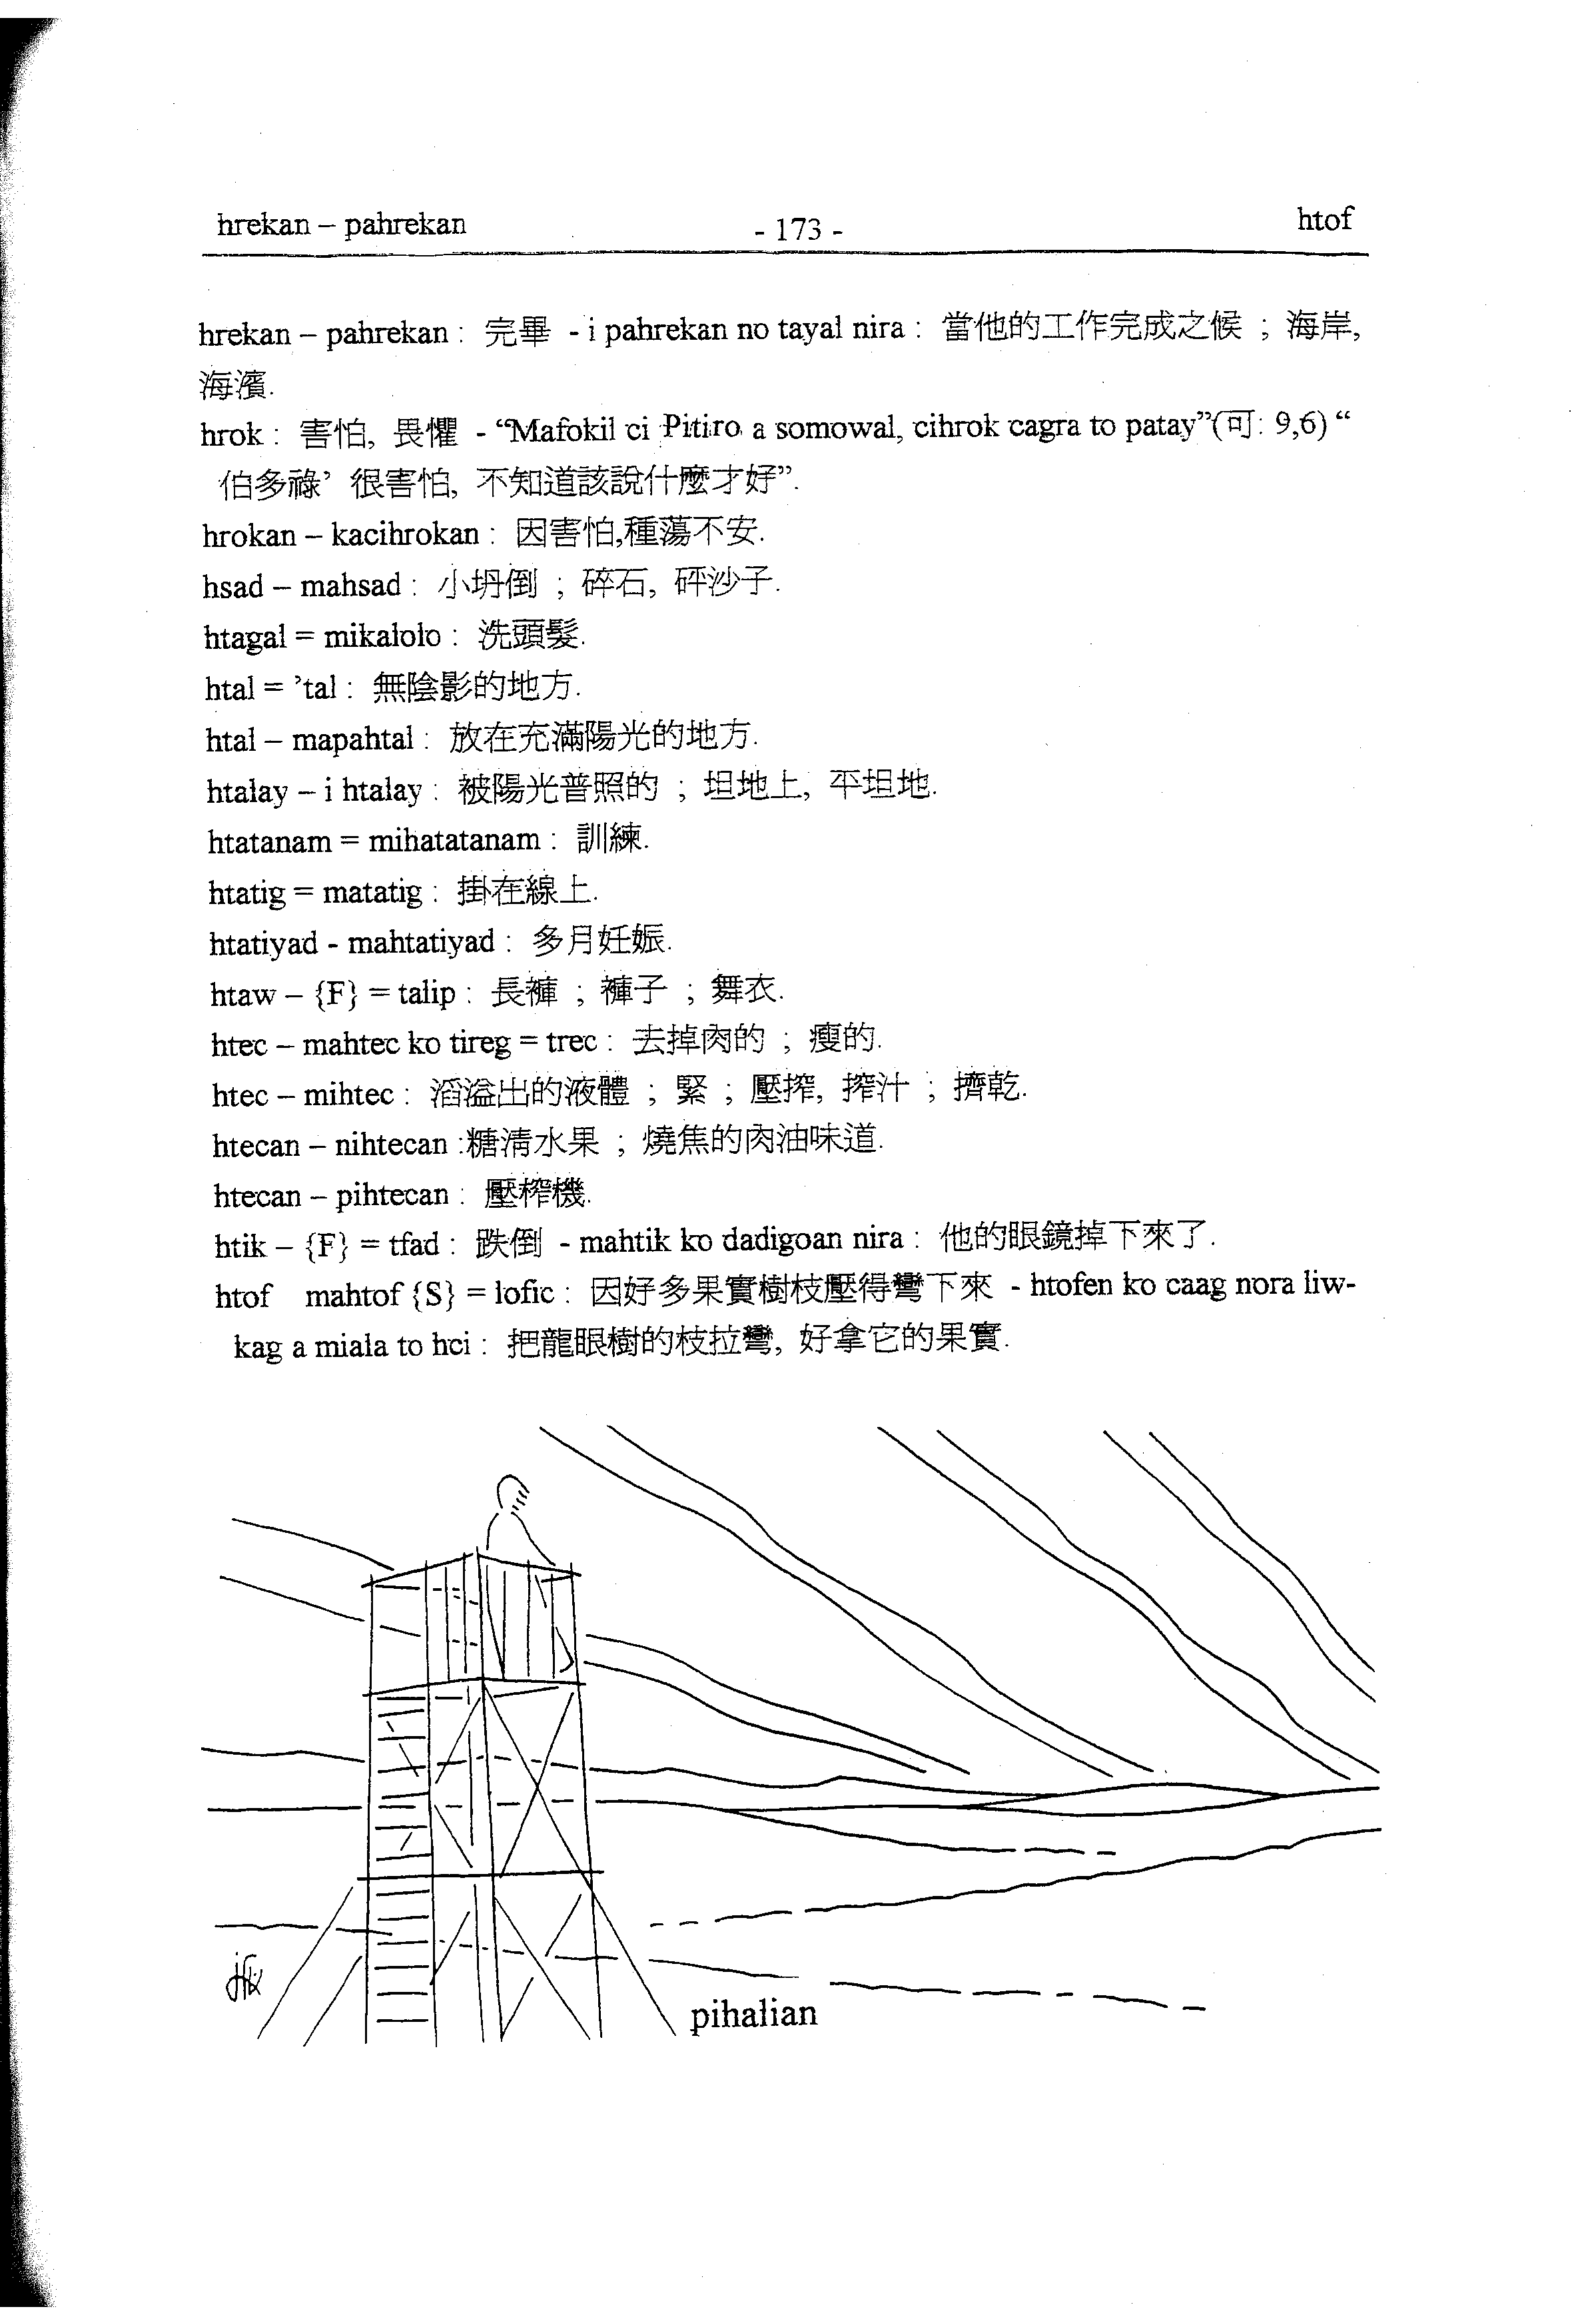 hrekan – pahrekan
- 173 -
htof
hrekan – pahrekan : 完畢 - i pahrekan no tayal nira : 當他的工作完成之候 ; 海岸,
海濱.
hrok : 害怕, 畏懼 - “Mafokil ci Pitiro a somowal, cihrok cagra to patay”(可: 9,6) “
伯多祿’ 很害怕, 不知道該說什麼才好”.
hrokan – kacihrokan : 因害怕,種蕩不安.
hsad – mahsad : 小坍倒 ; 碎石, 砰沙子.
htagal = mikalolo : 洗頭髮.
htal = ’tal : 無陰影的地方.
htal – mapahtal : 放在充滿陽光的地方.
htalay – i htalay : 被陽光普照的 ; 坦地上, 平坦地.
htatanam = mihatatanam : 訓練.
htatig = matatig : 掛在線上.
htatiyad - mahtatiyad : 多月妊娠.
htaw – {F} = talip : 長褲 ; 褲子 ; 舞衣.
htec – mahtec ko tireg = trec : 去掉肉的 ; 瘦的.
htec – mihtec : 滔溢出的液體 ; 緊 ; 壓搾, 搾汁 ; 擠乾.
htecan – nihtecan :糖清水果 ; 燒焦的肉油味道.
htecan – pihtecan : 壓榨機.
htik – {F} = tfad : 跌倒 - mahtik ko dadigoan nira : 他的眼鏡掉下來了.
htof mahtof {S} = lofic : 因好多果實樹枝壓得彎下來 - htofen ko caag nora liw-
kag a miala to hci : 把龍眼樹的枝拉彎, 好拿它的果實.
pihalian